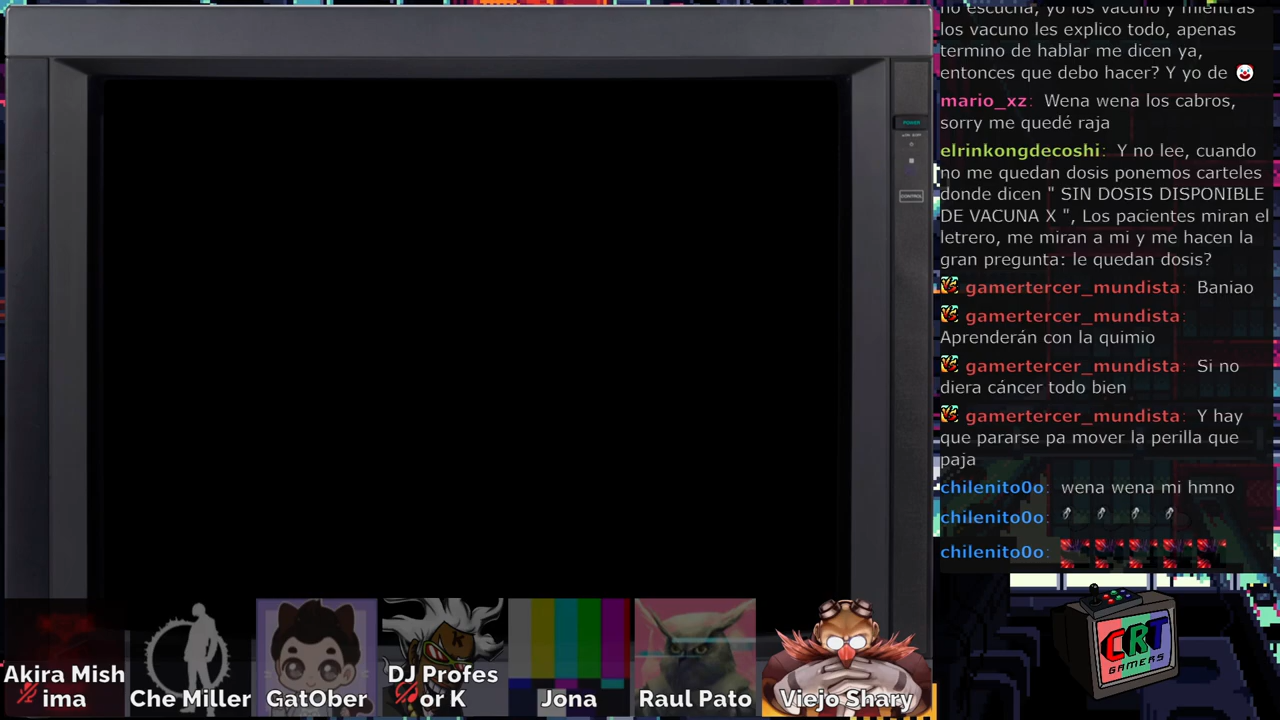 no escucha, yo los vacuno y mientras
los vacuno les explico todo, apenas
termino de hablar me dicen ya,
entonces que debo hacer? Y yo de 🤡
mario_xz: Wena wena los cabros,
sorry me quedé raja
elrinkongdecoshi: Y no lee, cuando
no me quedan dosis ponemos carteles
donde dicen " SIN DOSIS DISPONIBLE
DE VACUNA X ", Los pacientes miran el
letrero, me miran a mi y me hacen la
gran pregunta: le quedan dosis?
gamertercer_mundista: Baniao
gamertercer_mundista:
Aprenderán con la quimio
gamertercer_mundista: Si no
diera cáncer todo bien
gamertercer_mundista: Y hay
que pararse pa mover la perilla que
paja
chilenito0o: wena wena mi hmno
chilenito0o:
chilenito0o:
POWER
CONTROL
Akira Mish
ima
Che Miller
GatOber
DJ Profes
or K
Jona
Raul Pato
Viejo Shary
CRT
GAMERS